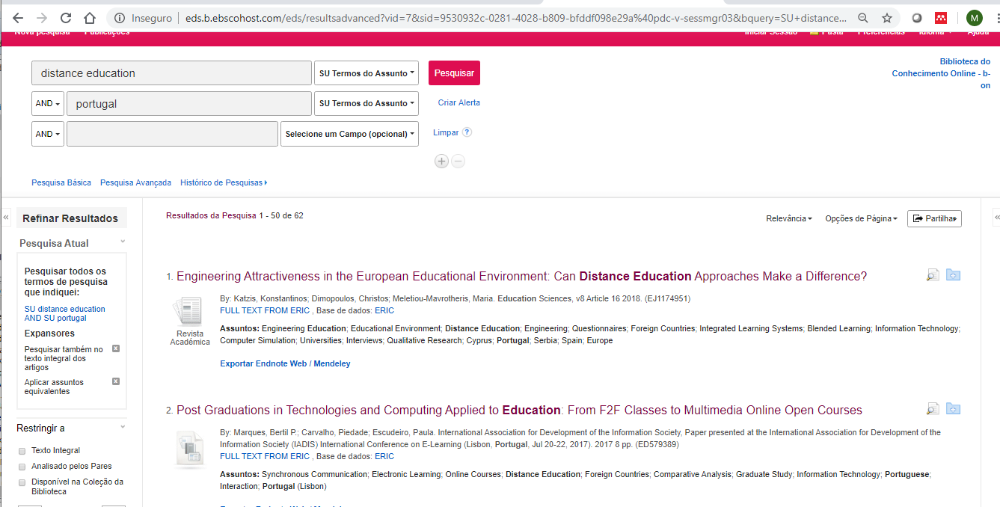 Inseguro | eds.b.ebscohost.com/eds/resultsadvanced?vid=7&sid=9530932c-0281-4028-b809-bfddf098e29a%40pdc-v-sessmgr03&bquery=SU+distance...
M
Nova pesquisa Publicações Iniciar Sessão Pasta Preferências Idioma Ajuda
distance education SU Termos do Assunto Pesquisar
AND portugal SU Termos do Assunto Criar Alerta
AND Selecione um Campo (opcional) Limpar ?
Biblioteca do
Conhecimento Online - b-
on
Pesquisa Básica Pesquisa Avançada Histórico de Pesquisas
Refinar Resultados
Pesquisa Atual
Pesquisar todos os
termos de pesquisa
que indiquei:
SU distance education
AND SU portugal
Expansores
Pesquisar também no
texto integral dos
artigos
Aplicar assuntos
equivalentes
Restringir a
Texto Integral
Analisado pelos Pares
Disponível na Coleção da
Biblioteca
Resultados da Pesquisa 1 - 50 de 62
Relevância Opções de Página Partilhar
1. Engineering Attractiveness in the European Educational Environment: Can Distance Education Approaches Make a Difference?
Revista
Académica
By: Katzis, Konstantinos; Dimopoulos, Christos; Meletiou-Mavrotheris, Maria. Education Sciences, v8 Article 16 2018. (EJ1174951)
FULL TEXT FROM ERIC , Base de dados: ERIC
Assuntos: Engineering Education; Educational Environment; Distance Education; Engineering; Questionnaires; Foreign Countries; Integrated Learning Systems; Blended Learning; Information Technology;
Computer Simulation; Universities; Interviews; Qualitative Research; Cyprus; Portugal; Serbia; Spain; Europe
Exportar Endnote Web / Mendeley
2. Post Graduations in Technologies and Computing Applied to Education: From F2F Classes to Multimedia Online Open Courses
By: Marques, Bertil P.; Carvalho, Piedade; Escudeiro, Paula. International Association for Development of the Information Society, Paper presented at the International Association for Development of the
Information Society (IADIS) International Conference on E-Learning (Lisbon, Portugal, Jul 20-22, 2017). 2017 8 pp. (ED579389)
FULL TEXT FROM ERIC , Base de dados: ERIC
Assuntos: Synchronous Communication; Electronic Learning; Online Courses; Distance Education; Foreign Countries; Comparative Analysis; Graduate Study; Information Technology; Portuguese;
Interaction; Portugal (Lisbon)